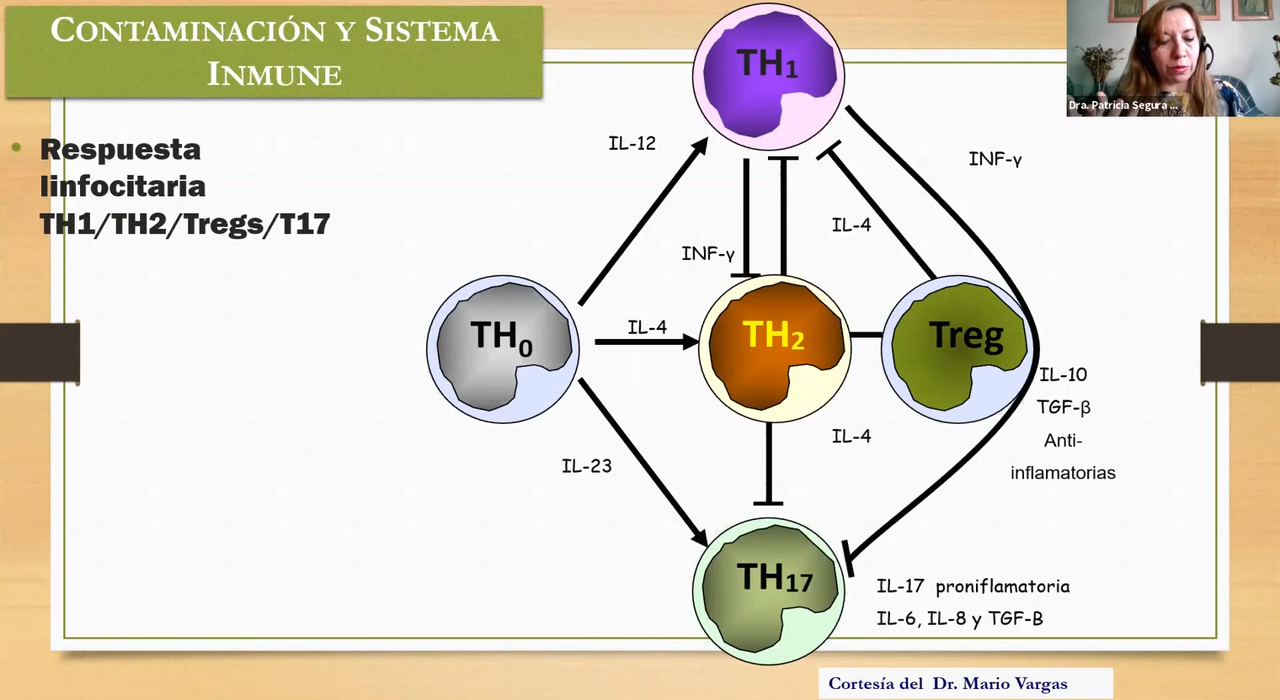 CONTAMINACIÓN Y SISTEMA
INMUNE
Dra. Patricia Segura ...
• Respuesta
linfocitaria
TH1/TH2/Tregs/T17
TH1
IL-12
INF-γ
IL-4
INF-γ
TH0
IL-4
TH2
Treg
IL-10
TGF-β
Anti-
inflamatorias
IL-4
IL-23
TH17
IL-17 proniflamatoria
IL-6, IL-8 y TGF-B
Cortesía del Dr. Mario Vargas